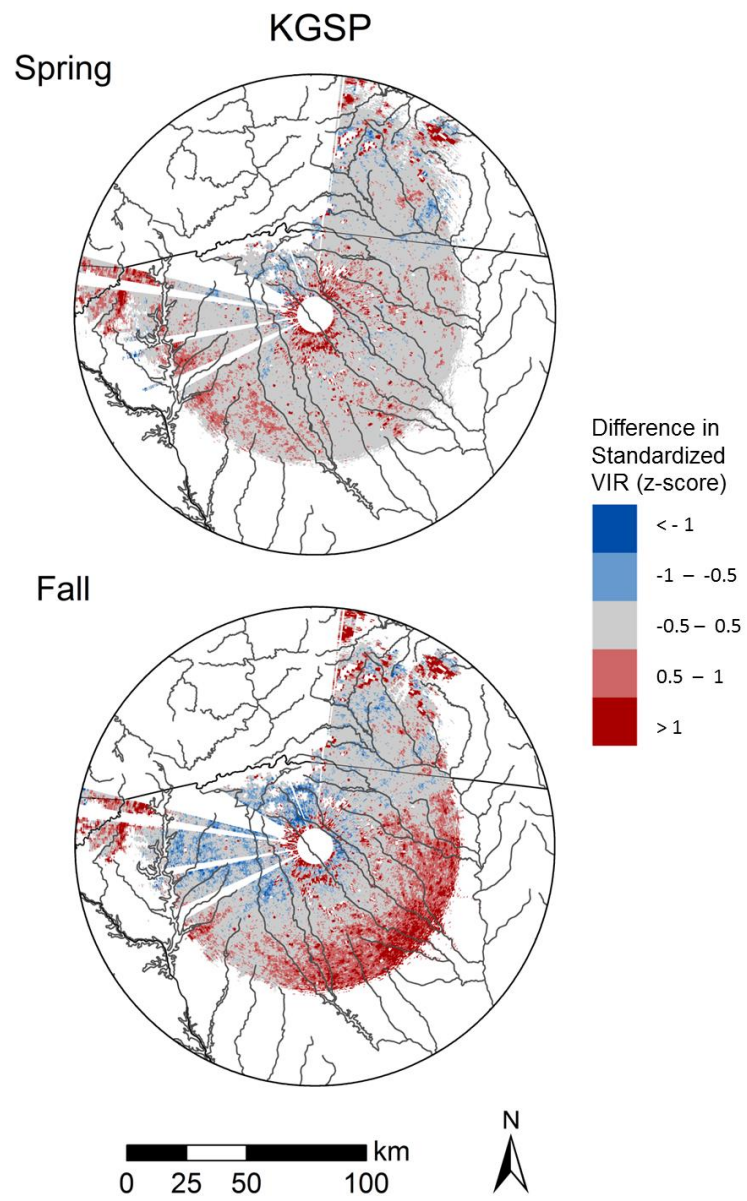 KGSP
Spring
Difference in
Standardized
VIR (z-score)
< - 1
-1 – -0.5
-0.5 – 0.5
0.5 – 1
> 1
Fall
N
km
0 25 50 100